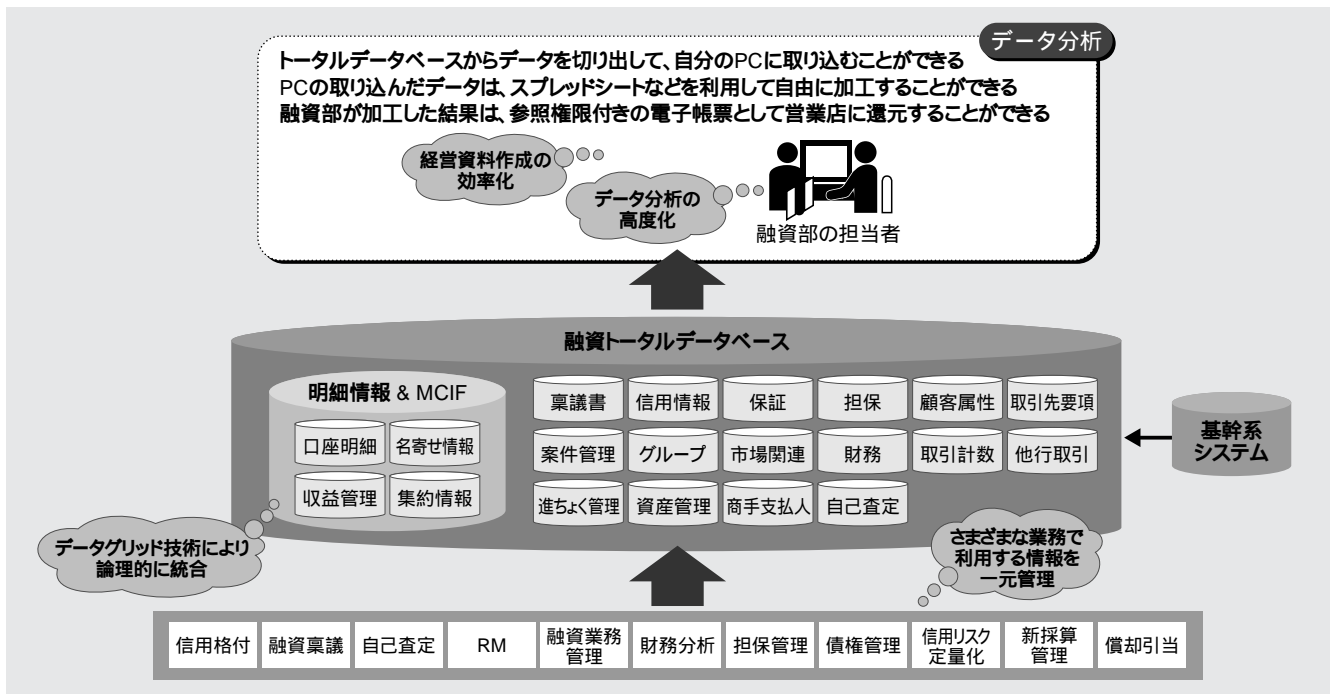 データ分析
トータルデータベースからデータを切り出して、自分のPCに取り込むことができる
PCの取り込んだデータは、スプレッドシートなどを利用して自由に加工することができる
融資部が加工した結果は、参照権限付きの電子帳票として営業店に還元することができる
経営資料作成の
効率化
データ分析の
高度化
融資部の担当者
融資トータルデータベース
明細情報 & MCIF
口座明細
名寄せ情報
収益管理
集約情報
稟議書
信用情報
保証
担保
顧客属性
取引先要項
案件管理
グループ
市場関連
財務
取引計数
他行取引
進ちょく管理
資産管理
商手支払人
自己査定
基幹系
システム
データグリッド技術により
論理的に統合
さまざまな業務で
利用する情報を
一元管理
信用格付
融資稟議
自己査定
RM
融資業務
管理
財務分析
担保管理
債権管理
信用リスク
定量化
新採算
管理
償却引当